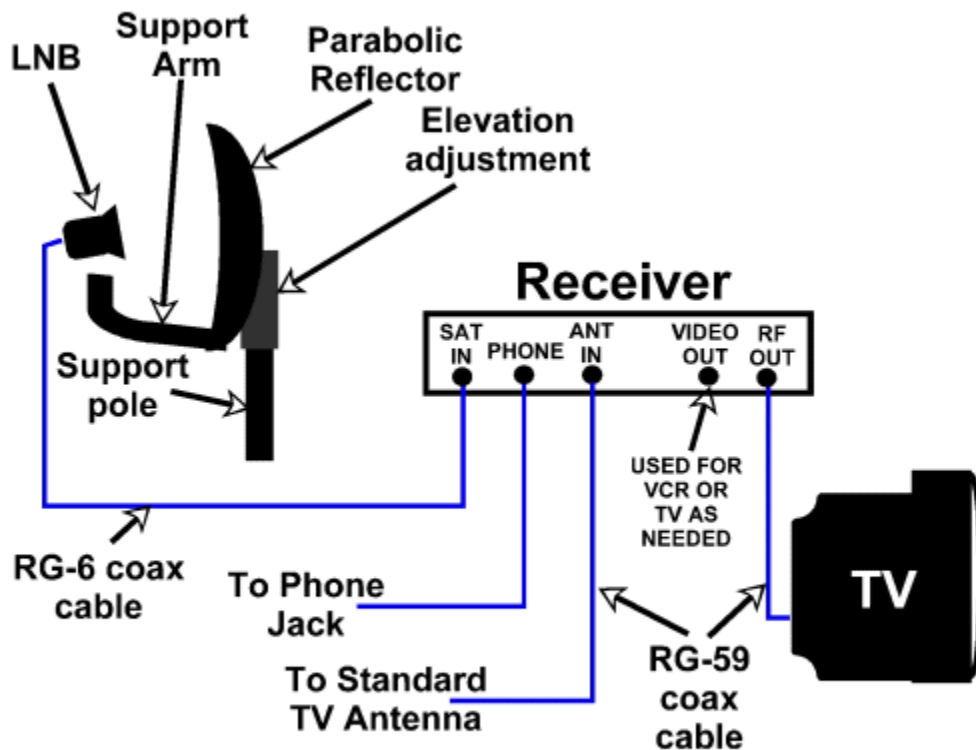 LNB
Support
Arm
Parabolic
Reflector
Elevation
adjustment
Receiver
SAT
IN
PHONE
ANT
IN
VIDEO
OUT
RF
OUT
Support
pole
USED FOR
VCR OR
TV AS
NEEDED
RG-6 coax
cable
To Phone
Jack
To Standard
TV Antenna
RG-59
coax
cable
TV